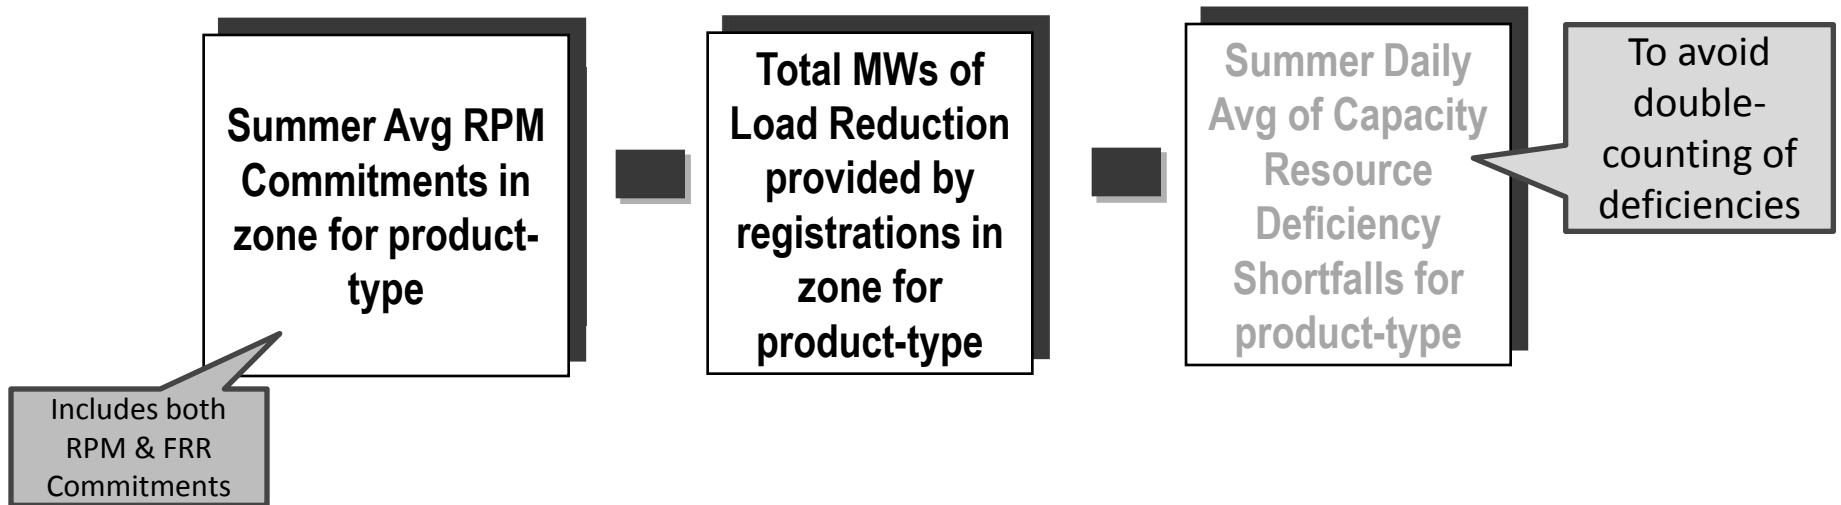 Summer Avg RPM
Commitments in
zone for product-
type
Includes both
RPM & FRR
Commitments
Total MWs of
Load Reduction
provided by
registrations in
zone for
product-type
Summer Daily
Avg of Capacity
Resource
Deficiency
Shortfalls for
product-type
To avoid
double-
counting of
deficiencies